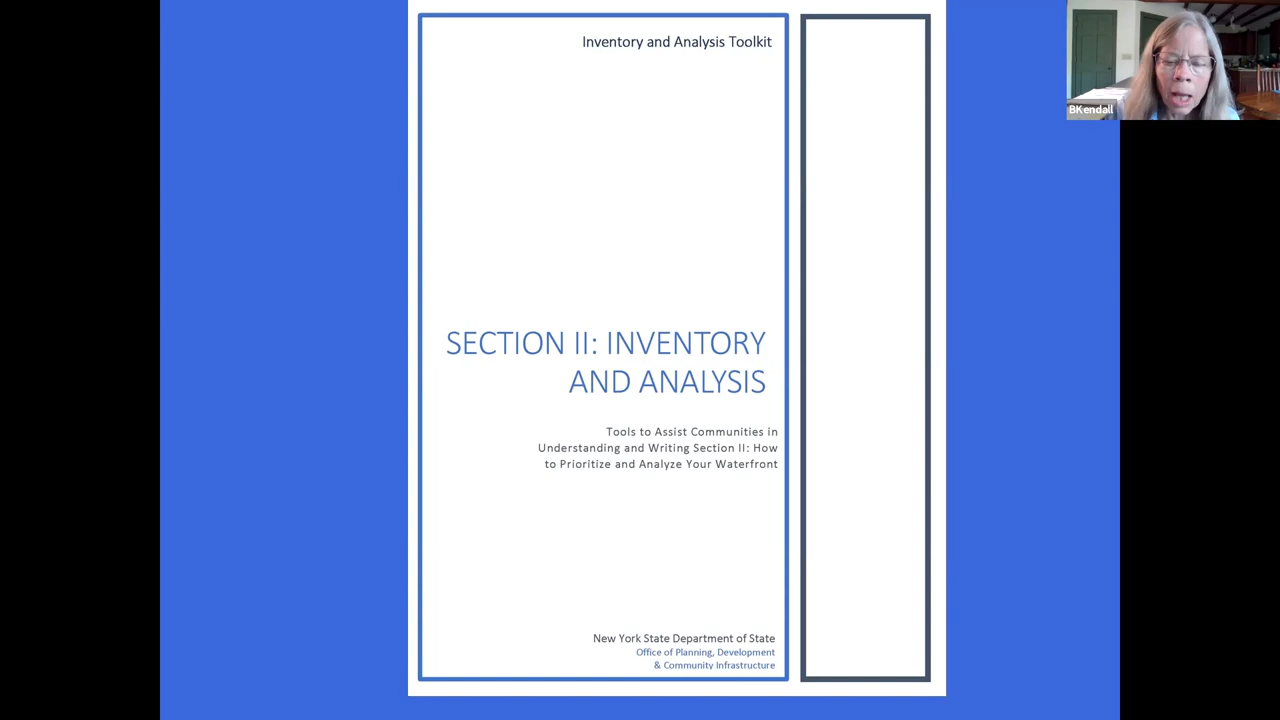 Inventory and Analysis Toolkit
BKendall
SECTION II: INVENTORY
AND ANALYSIS
Tools to Assist Communities in
Understanding and Writing Section II: How
to Prioritize and Analyze Your Waterfront
New York State Department of State
Office of Planning, Development
& Community Infrastructure